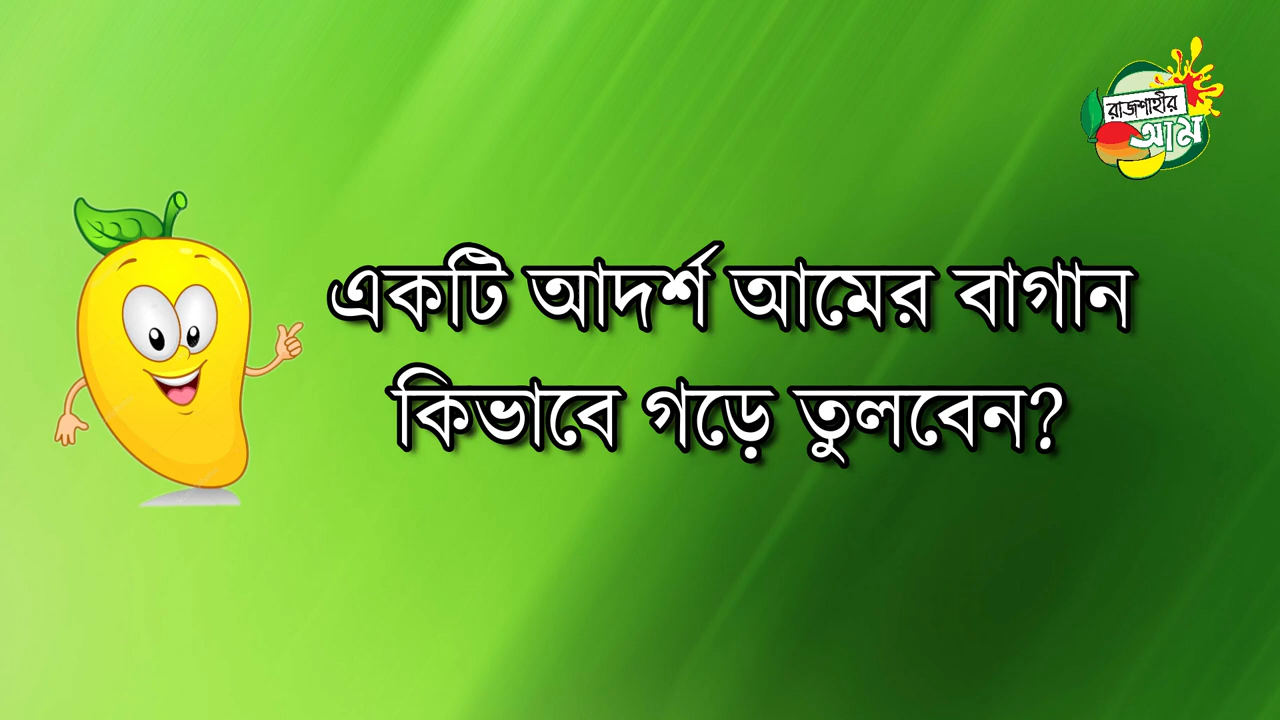 রাজশাহীর
আম
একটি আদর্শ আমের বাগান
কিভাবে গড়ে তুলবেন?